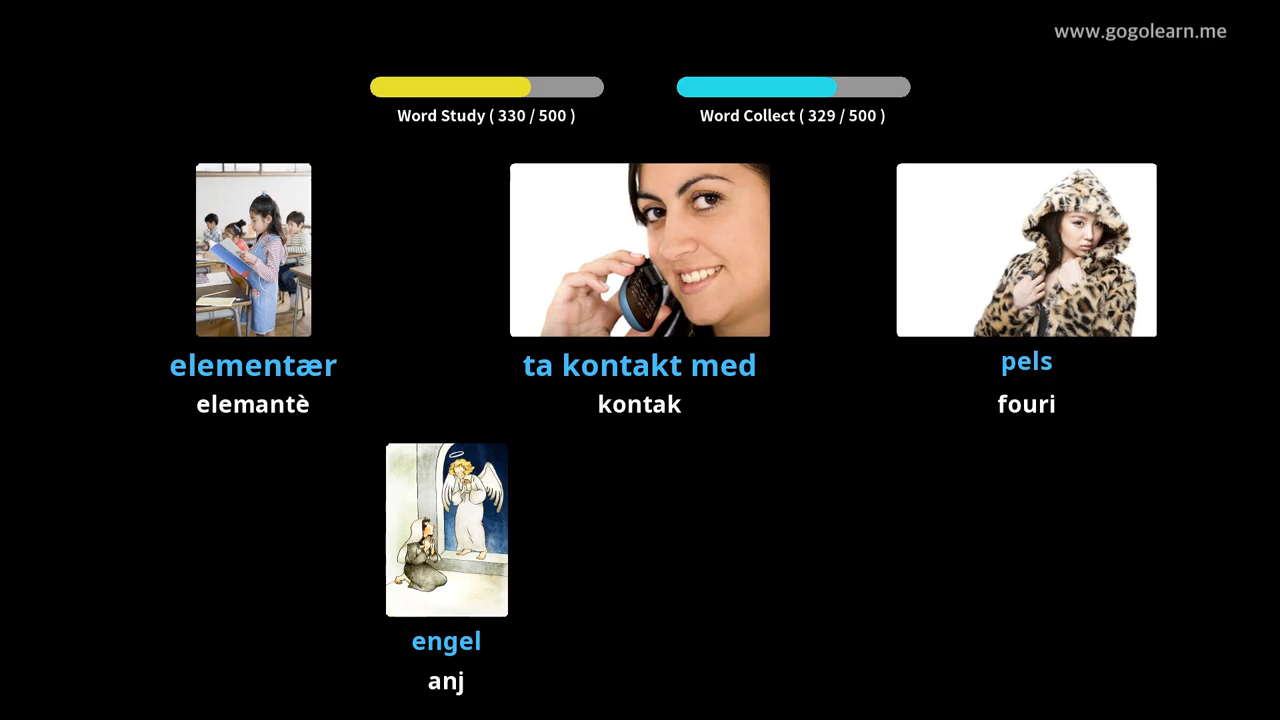 www.gogolearn.me
Word Study ( 330 / 500 )
Word Collect ( 329 / 500 )
elementær
elemantè
ta kontakt med
kontak
pels
fouri
engel
anj